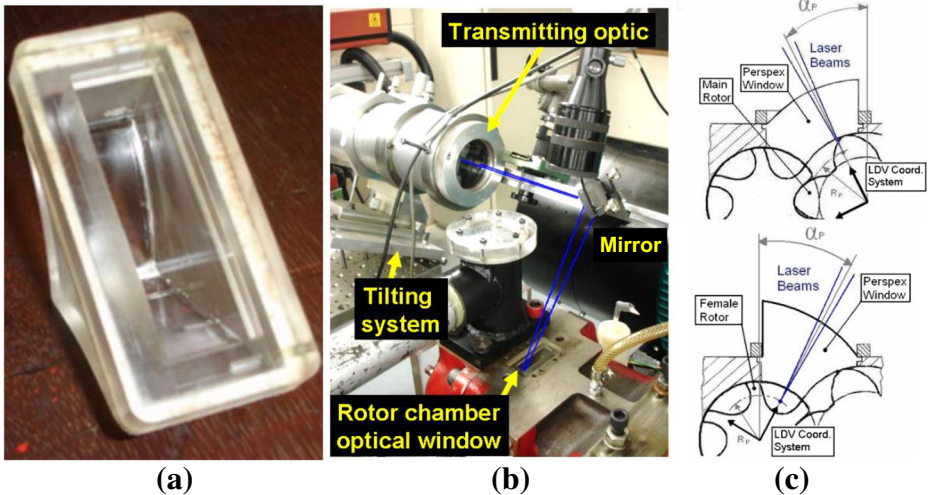 Transmitting optic
Mirror
Tilting
system
Rotor chamber
optical window
αP
Laser
Beams
Perspex
Window
Main
Rotor
LDV Coord.
System
RP
αP
Laser
Beams
Perspex
Window
Female
Rotor
RP
LDV Coord.
System
(a)
(b)
(c)